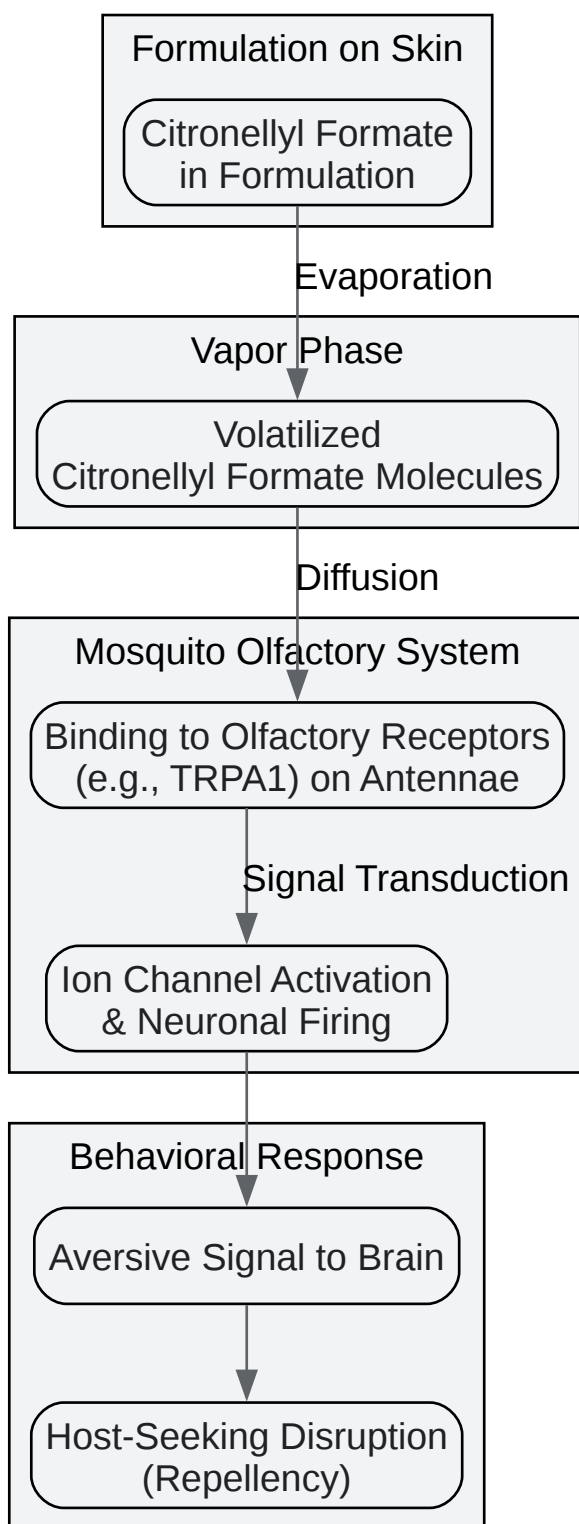 Formulation on Skin
Citronellyl Formate
in Formulation
Evaporation
Vapor Phase
Volatilized
Citronellyl Formate Molecules
Diffusion
Mosquito Olfactory System
Binding to Olfactory Receptors
(e.g., TRPA1) on Antennae
Signal Transduction
Ion Channel Activation
& Neuronal Firing
Behavioral Response
Aversive Signal to Brain
Host-Seeking Disruption
(Repellency)